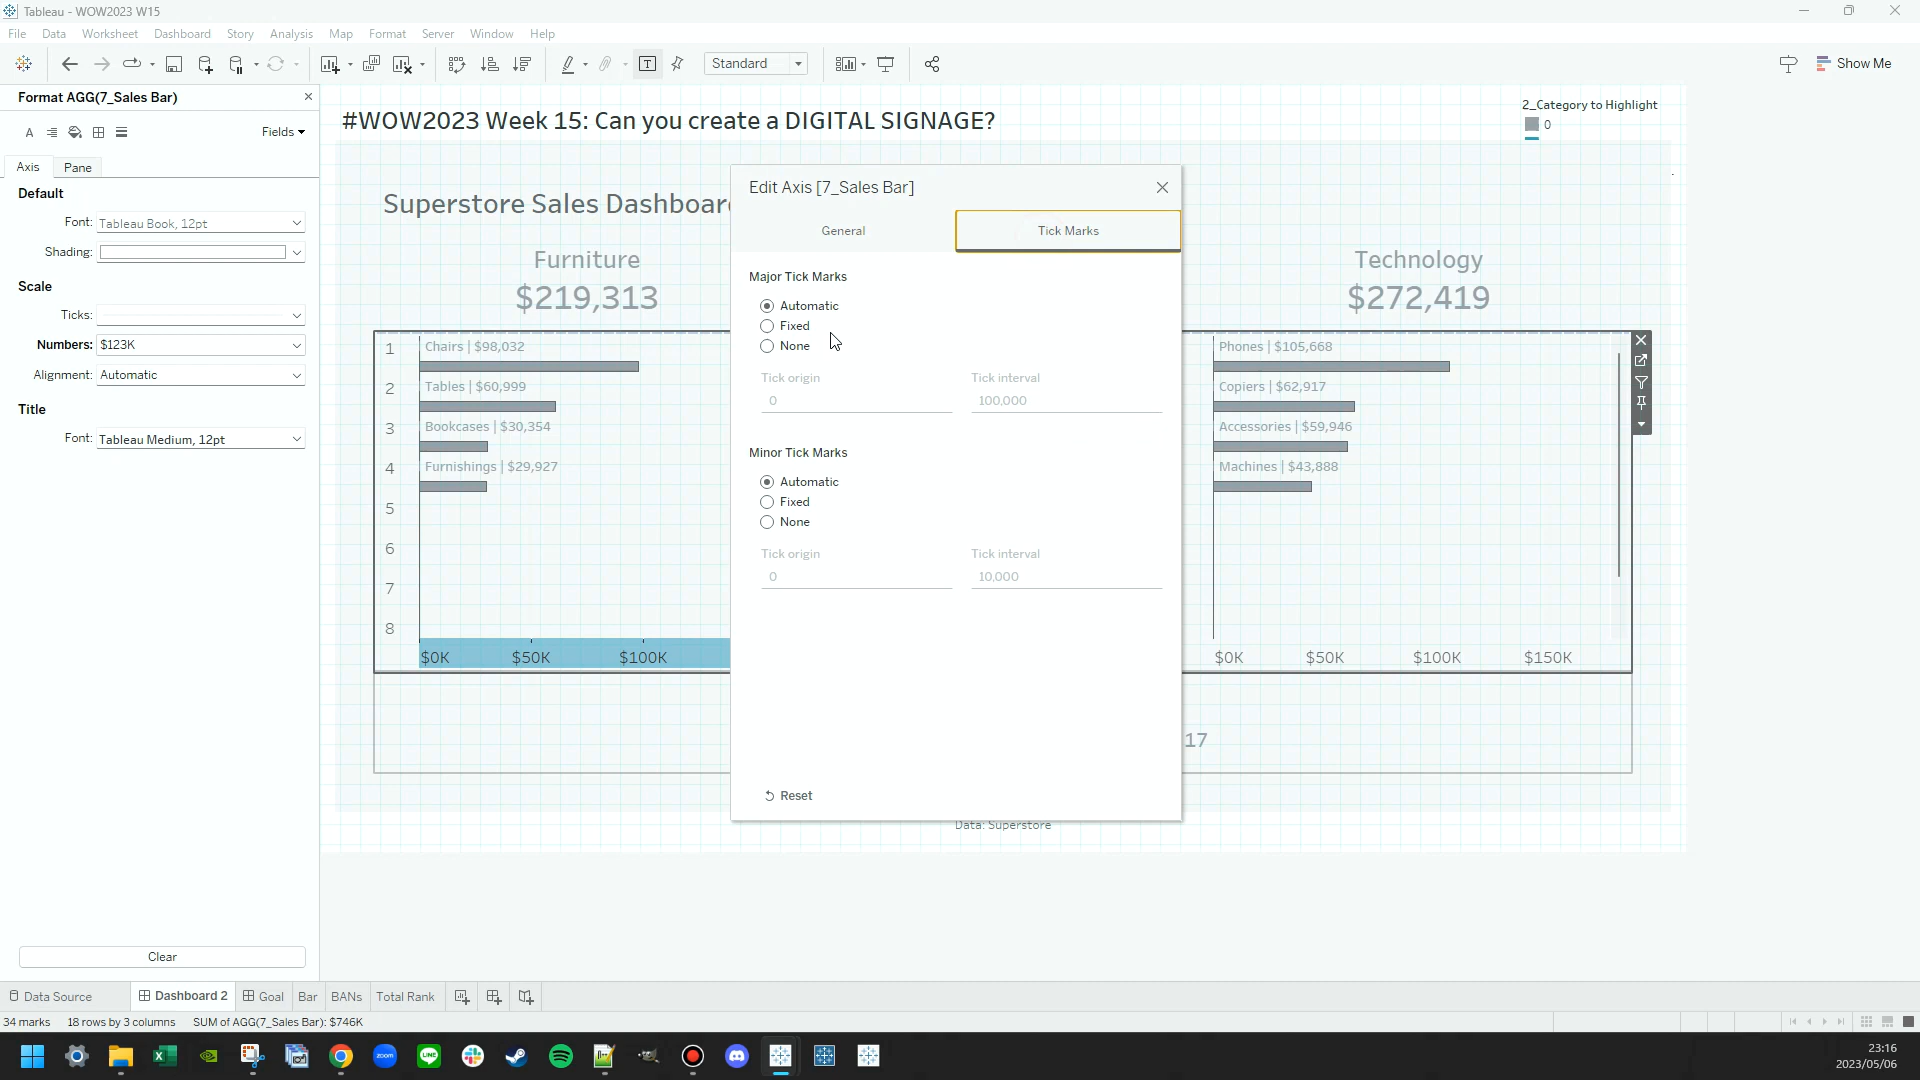 Tableau - WOW2023 W15
File Data Worksheet Dashboard Story Analysis Map Format Server Window Help
Standard
Show Me
Format AGG(7_Sales Bar)
Fields
Axis Pane
Default
Font: Tableau Book, 12pt
Shading:
Scale
Ticks:
Numbers: $123K
Alignment: Automatic
Title
Font: Tableau Medium, 12pt
Clear
#WOW2023 Week 15: Can you create a DIGITAL SIGNAGE?
2_Category to Highlight
0
Superstore Sales Dashboar
Furniture
$219,313
Technology
$272,419
1 Chairs | $98,032
2 Tables | $60,999
3 Bookcases | $30,354
4 Furnishings | $29,927
5
6
7
8
$0K $50K $100K
Edit Axis [7_Sales Bar]
General Tick Marks
Major Tick Marks
Automatic
Fixed
None
Tick origin Tick interval
0 100,000
Minor Tick Marks
Automatic
Fixed
None
Tick origin Tick interval
0 10,000
Reset
Phones | $105,668
Copiers | $62,917
Accessories | $59,946
Machines | $43,888
$0K $50K $100K $150K
17
Data: Superstore
Data Source Dashboard 2 Goal Bar BANs Total Rank
34 marks 18 rows by 3 columns SUM of AGG(7_Sales Bar): $746K
zoom
LINE
23:16
2023/05/06